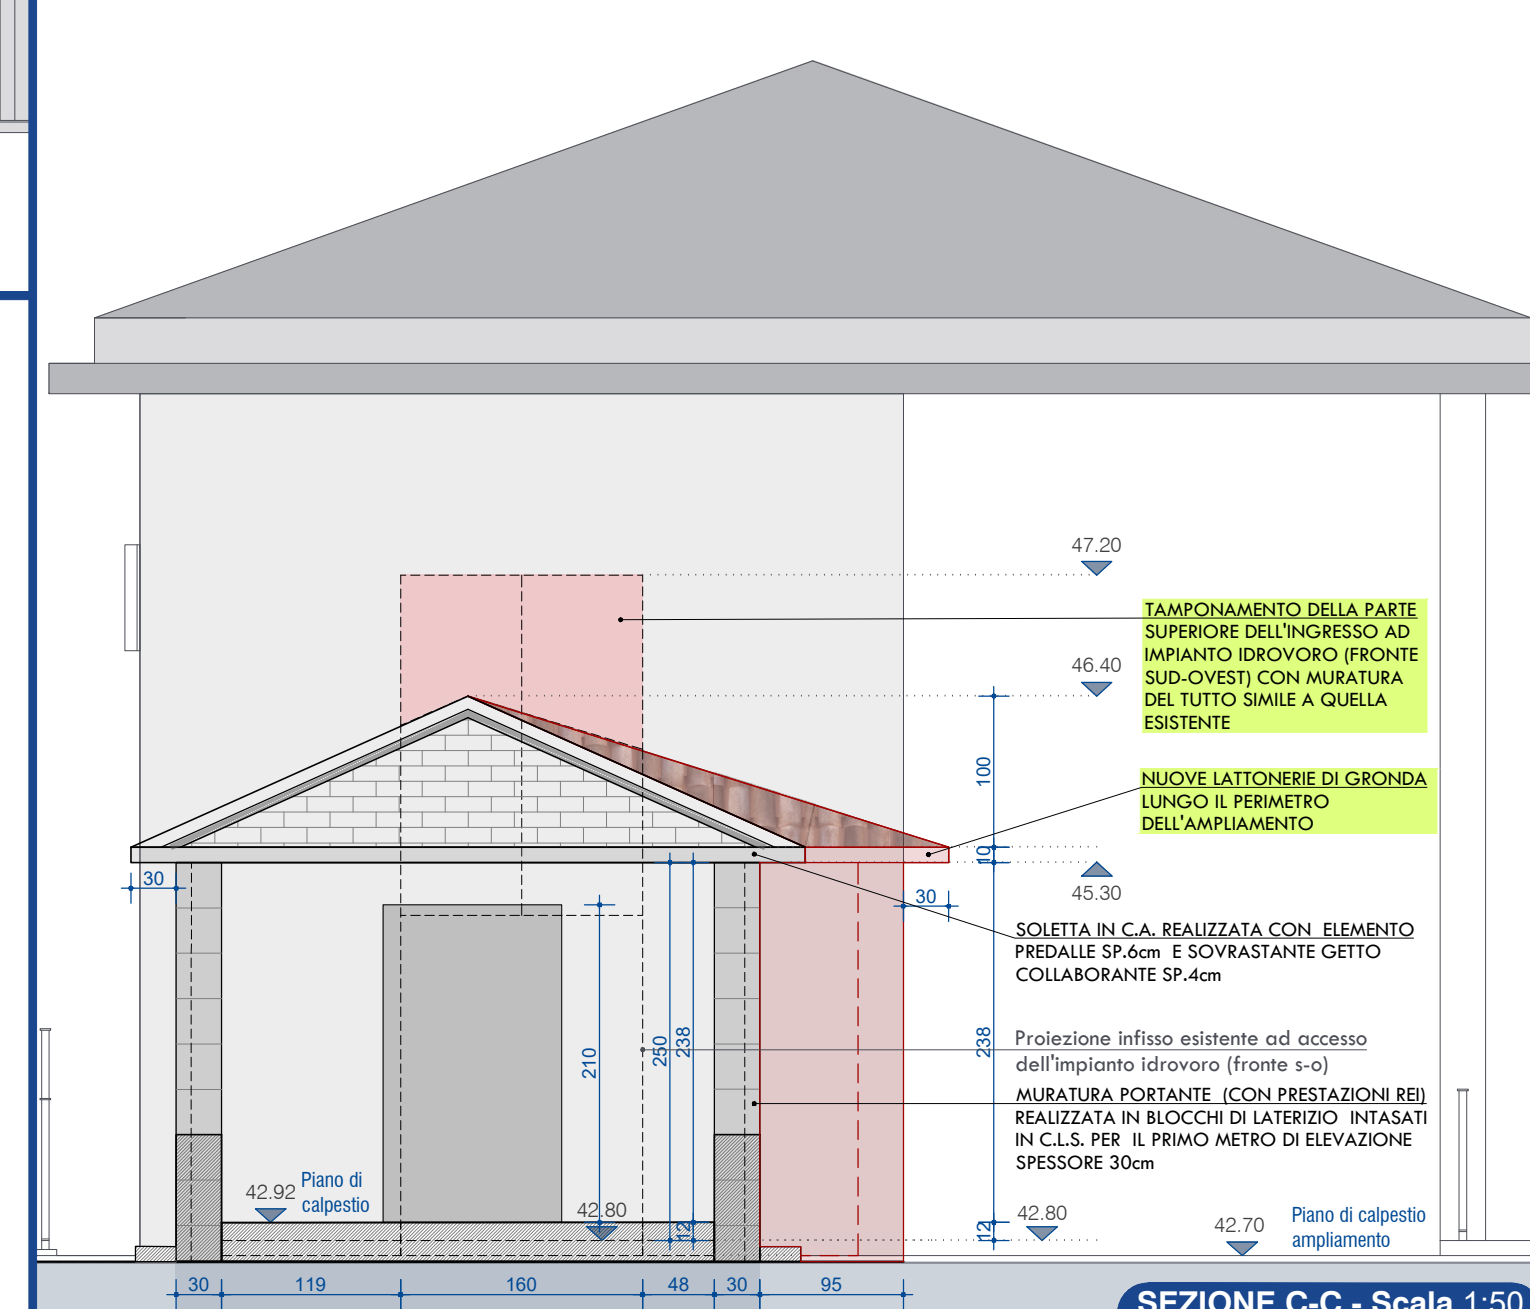 47.20
TAMPONAMENTO DELLA PARTE
SUPERIORE DELL'INGRESSO AD
IMPIANTO IDROVORO (FRONTE
SUD-OVEST) CON MURATURA
DEL TUTTO SIMILE A QUELLA
ESISTENTE
46.40
100
NUOVE LATTONERIE DI GRONDA
LUNGO IL PERIMETRO
DELL'AMPLIAMENTO
10
45.30
30
30
SOLETTA IN C.A. REALIZZATA CON ELEMENTO
PREDALLE SP.6cm E SOVRASTANTE GETTO
COLLABORANTE SP.4cm
210
250
238
238
Proiezione infisso esistente ad accesso
dell'impianto idrovoro (fronte s-o)
MURATURA PORTANTE (CON PRESTAZIONI REI)
REALIZZATA IN BLOCCHI DI LATERIZIO INTASATI
IN C.L.S. PER IL PRIMO METRO DI ELEVAZIONE
SPESSORE 30cm
42.92
Piano di
calpestio
42.80
12
12
42.80
42.70
Piano di calpestio
ampliamento
30
119
160
48
30
95
SEZIONE C-C - Scala 1:50